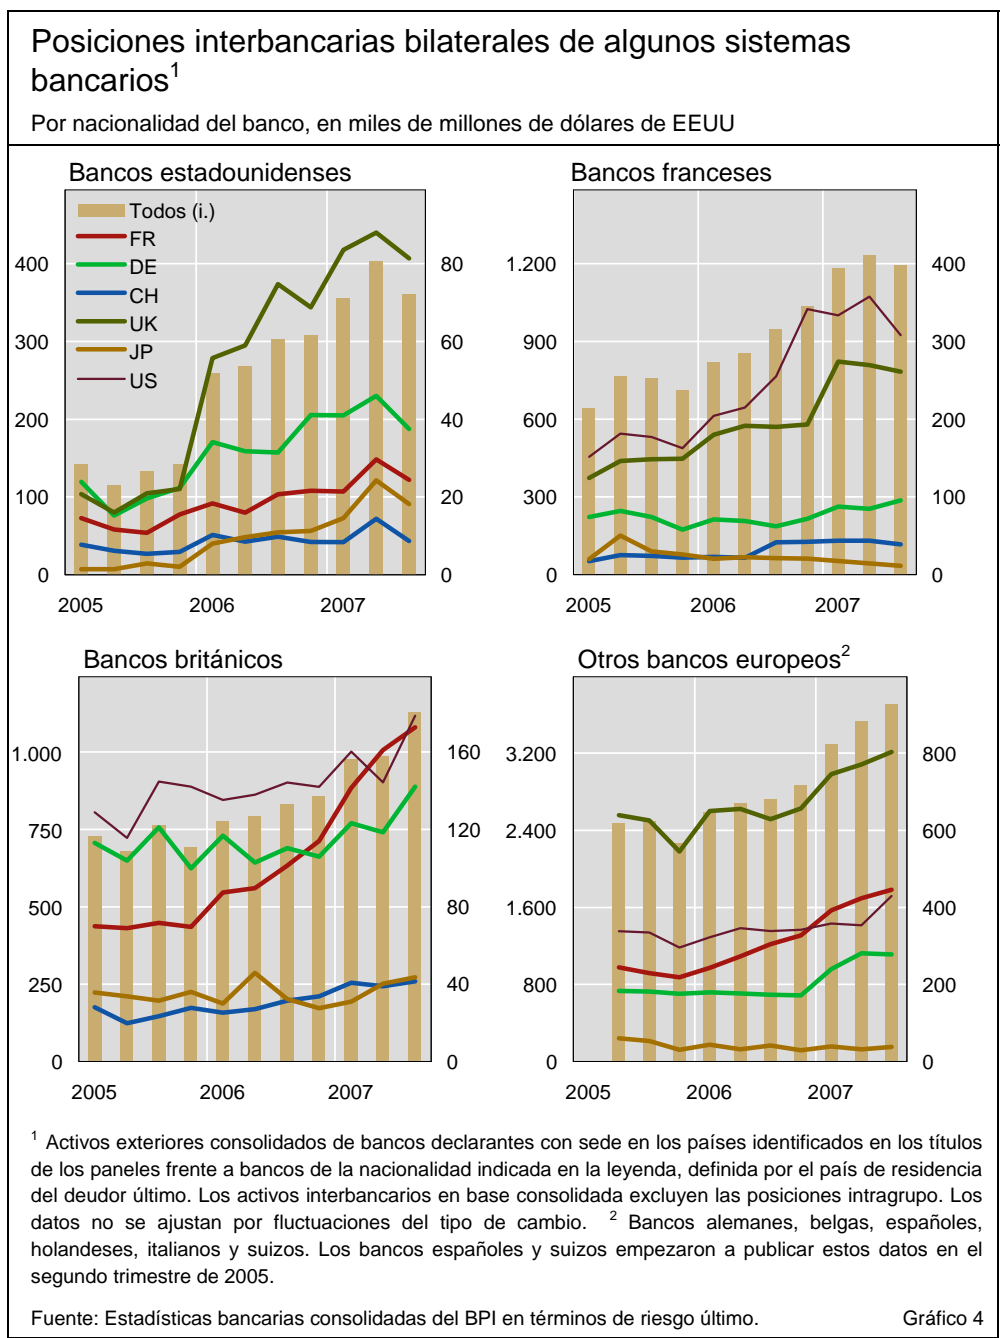 Posiciones interbancarias bilaterales de algunos sistemas
bancarios1
Por nacionalidad del banco, en miles de millones de dólares de EEUU
Bancos estadounidenses
Todos (i.)
FR
DE
CH
UK
JP
US
400
300
200
100
0
80
60
40
20
0
2005 2006 2007
Bancos franceses
1.200
900
600
300
0
400
300
200
100
0
2005 2006 2007
Bancos británicos
1.000
750
500
250
0
160
120
80
40
0
2005 2006 2007
Otros bancos europeos2
3.200
2.400
1.600
800
0
800
600
400
200
0
2005 2006 2007
1 Activos exteriores consolidados de bancos declarantes con sede en los países identificados en los títulos
de los paneles frente a bancos de la nacionalidad indicada en la leyenda, definida por el país de residencia
del deudor último. Los activos interbancarios en base consolidada excluyen las posiciones intragrupo. Los
datos no se ajustan por fluctuaciones del tipo de cambio. 2 Bancos alemanes, belgas, españoles,
holandeses, italianos y suizos. Los bancos españoles y suizos empezaron a publicar estos datos en el
segundo trimestre de 2005.
Fuente: Estadísticas bancarias consolidadas del BPI en términos de riesgo último. Gráfico 4